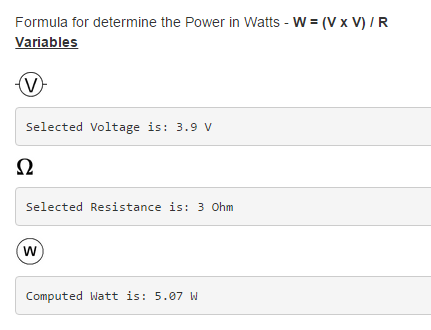 Formula for determine the Power in Watts - W = (V x V) / R
Variables
V
Selected Voltage is: 3.9 V
Ω
Selected Resistance is: 3 Ohm
W
Computed Watt is: 5.07 W